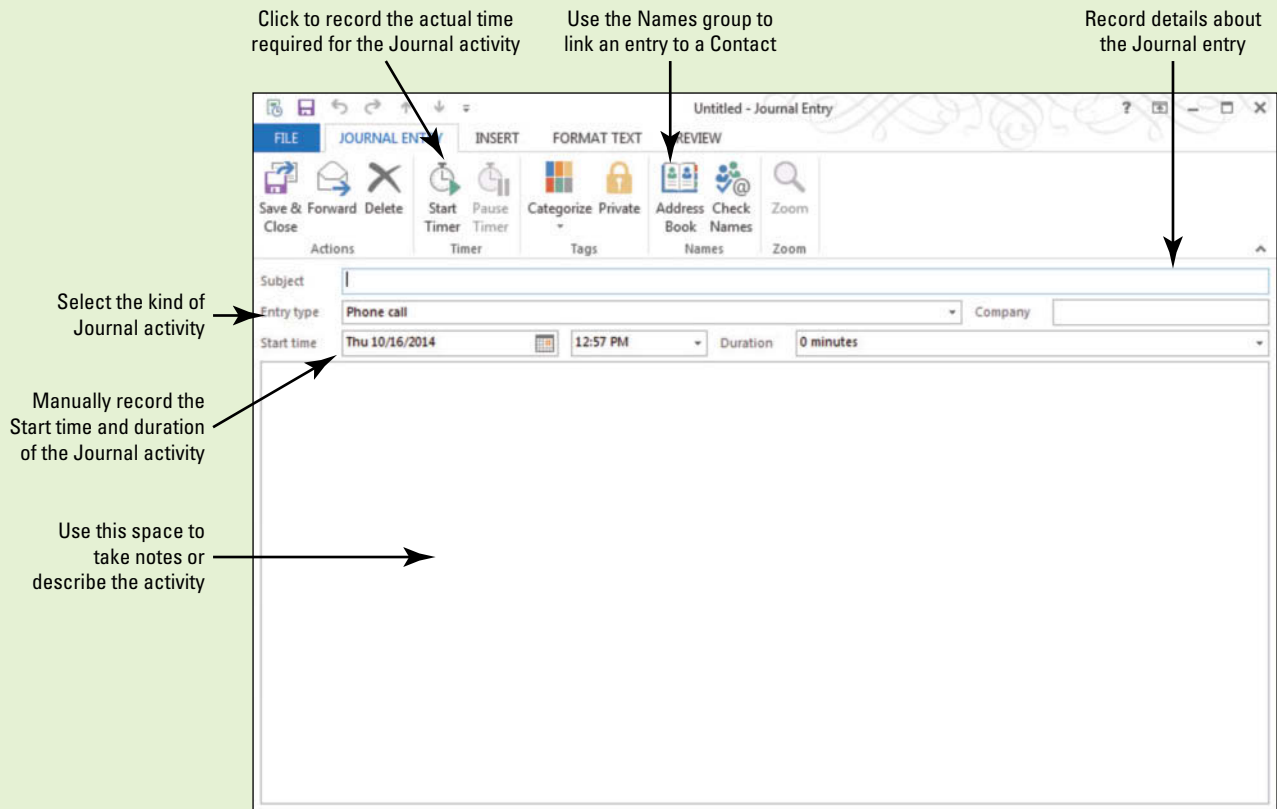 Click to record the actual time
required for the Journal activity
Use the Names group to
link an entry to a Contact
Record details about
the Journal entry
Untitled - Journal Entry
FILE JOURNAL ENTRY INSERT FORMAT TEXT REVIEW
Save & Close Forward Delete Start Timer Pause Timer Categorize Private Address Book Check Names Zoom
Actions Timer Tags Names Zoom
Subject
Select the kind of
Journal activity
Entry type Phone call Company
Start time Thu 10/16/2014 12:57 PM Duration 0 minutes
Manually record the
Start time and duration
of the Journal activity
Use this space to
take notes or
describe the activity